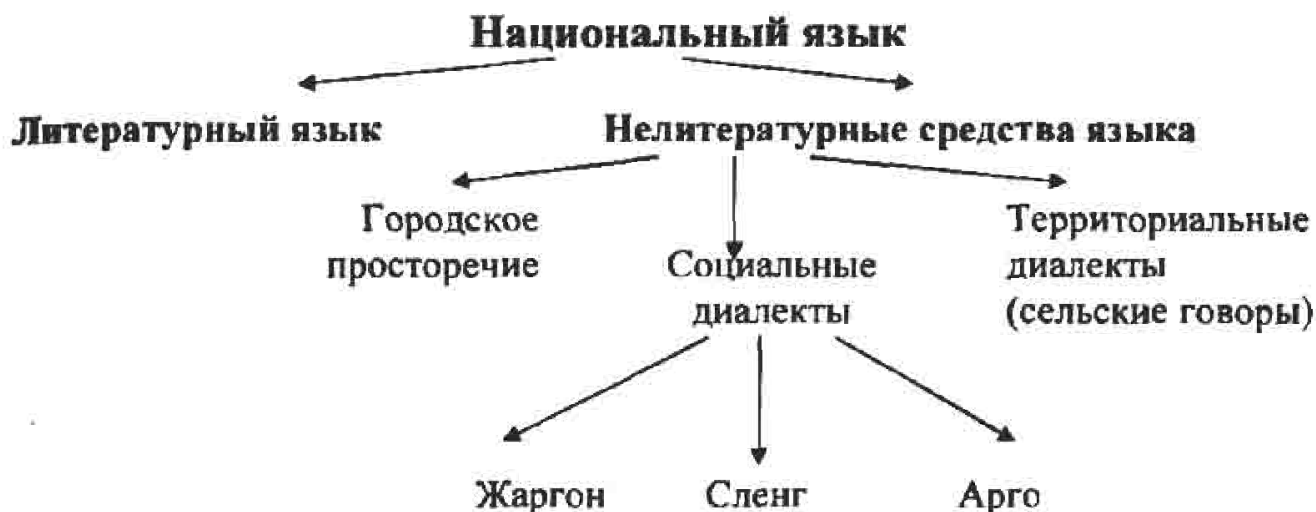 Национальный язык
Литературный язык
Нелитературные средства языка
Городское
просторечие
Социальные
диалекты
Территориальные
диалекты
(сельские говоры)
Жаргон
Сленг
Арго